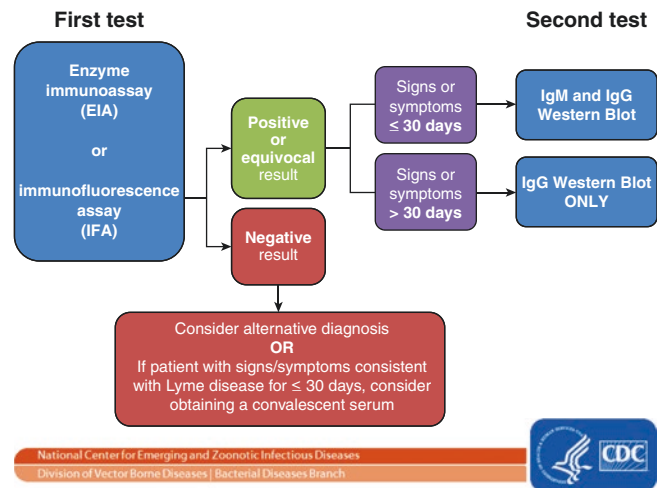 First test
Second test
Enzyme
immunoassay
(EIA)
or
immunofluorescence
assay
(IFA)
Positive
or
equivocal
result
Negative
result
Signs or
symptoms
≤ 30 days
Signs or
symptoms
> 30 days
IgM and IgG
Western Blot
IgG Western Blot
ONLY
Consider alternative diagnosis
OR
If patient with signs/symptoms consistent
with Lyme disease for ≤ 30 days, consider
obtaining a convalescent serum
National Center for Emerging and Zoonotic Infectious Diseases
Division of Vector Borne Diseases | Bacterial Diseases Branch
CDC